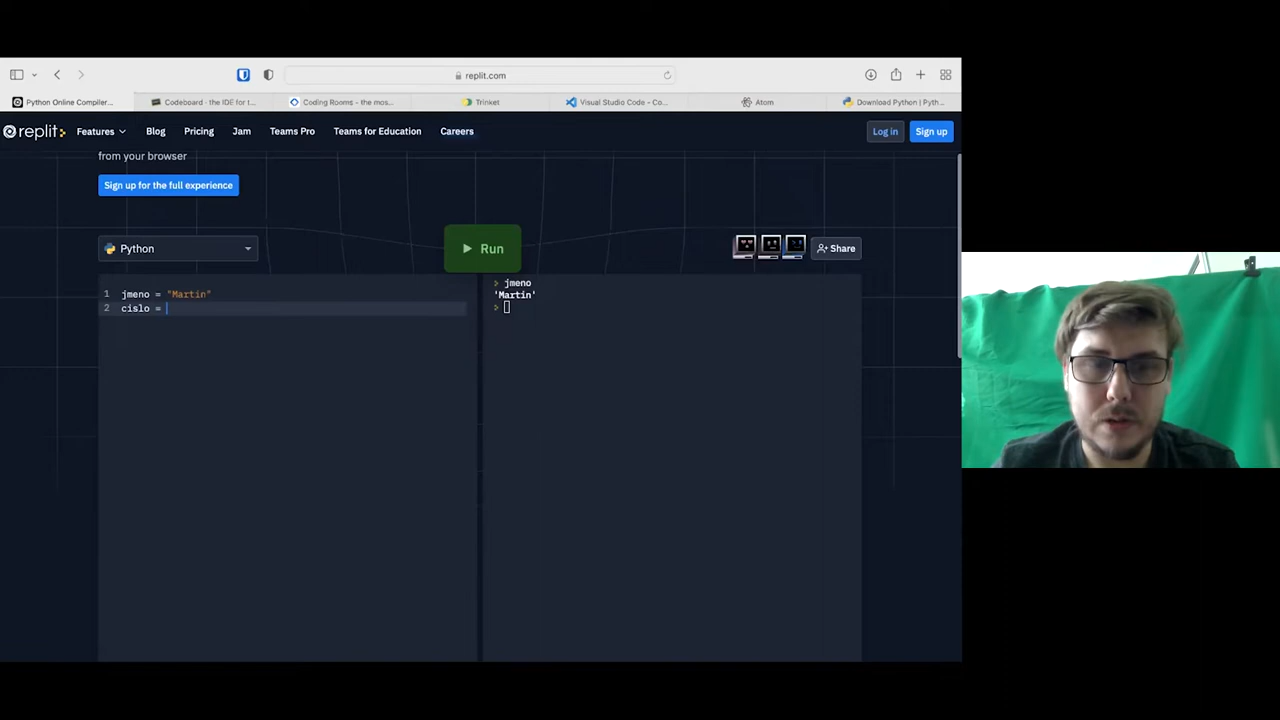 replit.com
Python Online Compiler...
Codeboard - the IDE for t...
Coding Rooms - the mos...
Trinket
Visual Studio Code - Co...
Atom
Download Python | Pyth...
replit
Features
Blog
Pricing
Jam
Teams Pro
Teams for Education
Careers
Log in
Sign up
from your browser
Sign up for the full experience
Python
Run
Share
1 jmeno = "Martin"
2 cislo =
> jmeno
'Martin'
>